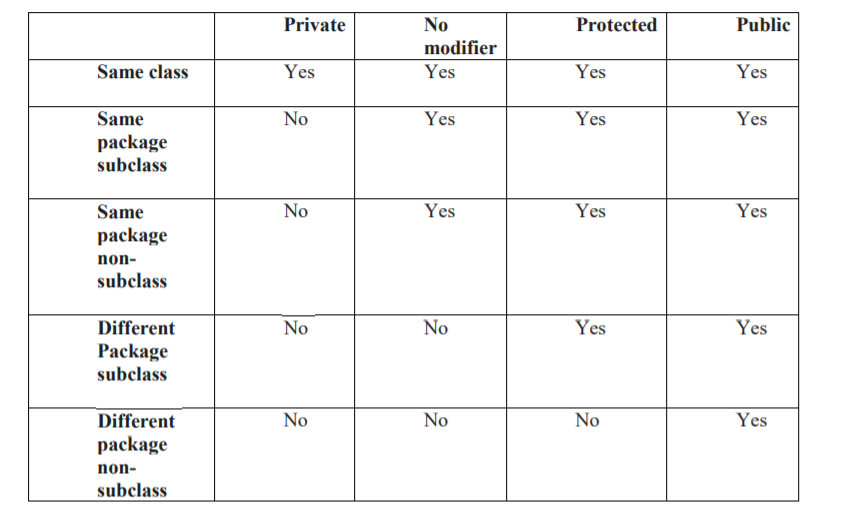 Private No Protected Public
modifier
Same class Yes Yes Yes Yes
Same No Yes Yes Yes
package
subclass
Same No Yes Yes Yes
package
non-
subclass
Different No No Yes Yes
Package
subclass
Different No No No Yes
package
non-
subclass